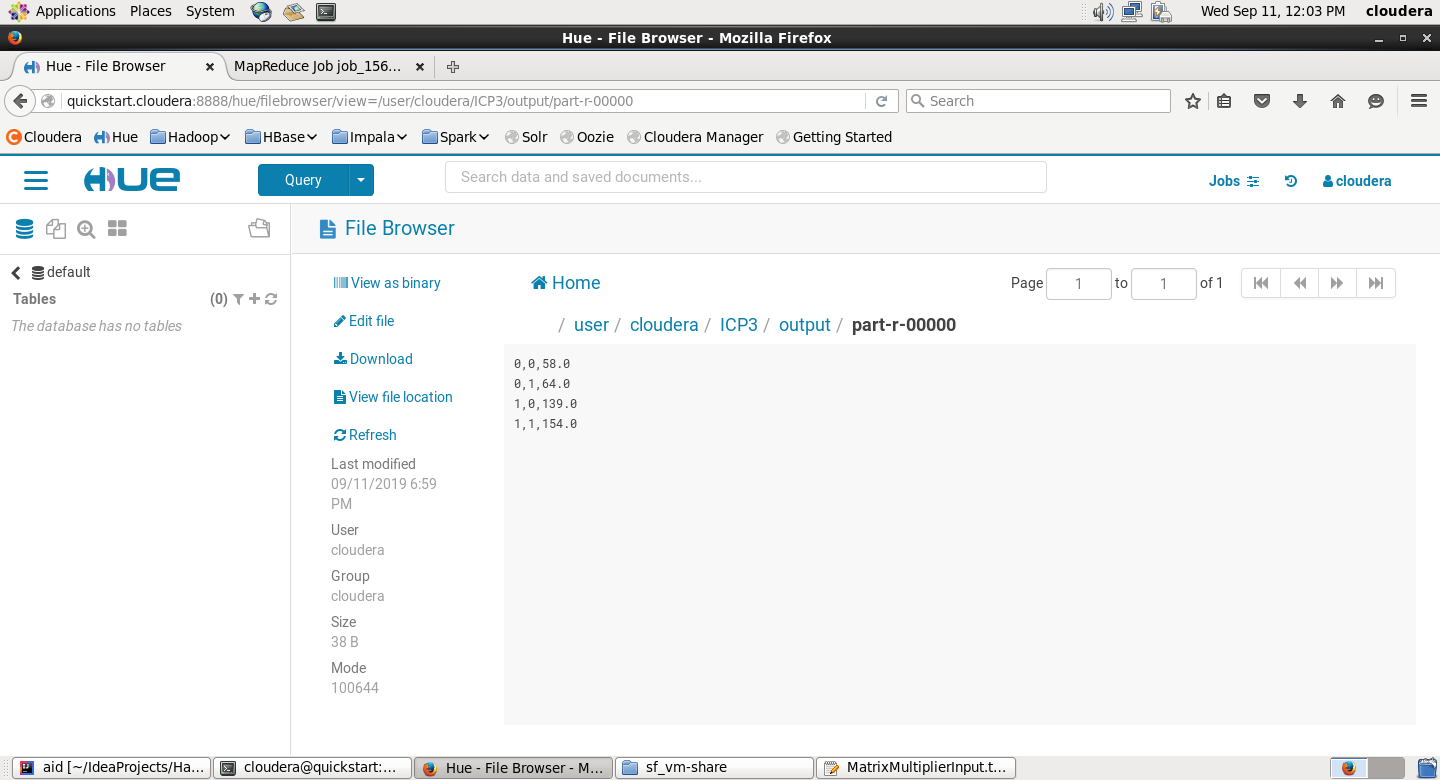 Applications Places System Wed Sep 11, 12:03 PM cloudera
Hue - File Browser - Mozilla Firefox
Hue - File Browser MapReduce Job job_156...
quickstart.cloudera:8888/hue/filebrowser/view=/user/cloudera/ICP3/output/part-r-00000 Search
Cloudera Hue Hadoop HBase Impala Spark Solr Oozie Cloudera Manager Getting Started
HUE Query Search data and saved documents... Jobs cloudera
File Browser
default
Tables (0)
The database has no tables
View as binary
Edit file
Download
View file location
Refresh
Last modified
09/11/2019 6:59
PM
User
cloudera
Group
cloudera
Size
38 B
Mode
100644
Home Page 1 to 1 of 1
/ user / cloudera / ICP3 / output / part-r-00000
0,0,58.0
0,1,64.0
1,0,139.0
1,1,154.0
aid [~/IdeaProjects/Ha... cloudera@quickstart:... Hue - File Browser - M... sf_vm-share MatrixMultiplierInput.t...